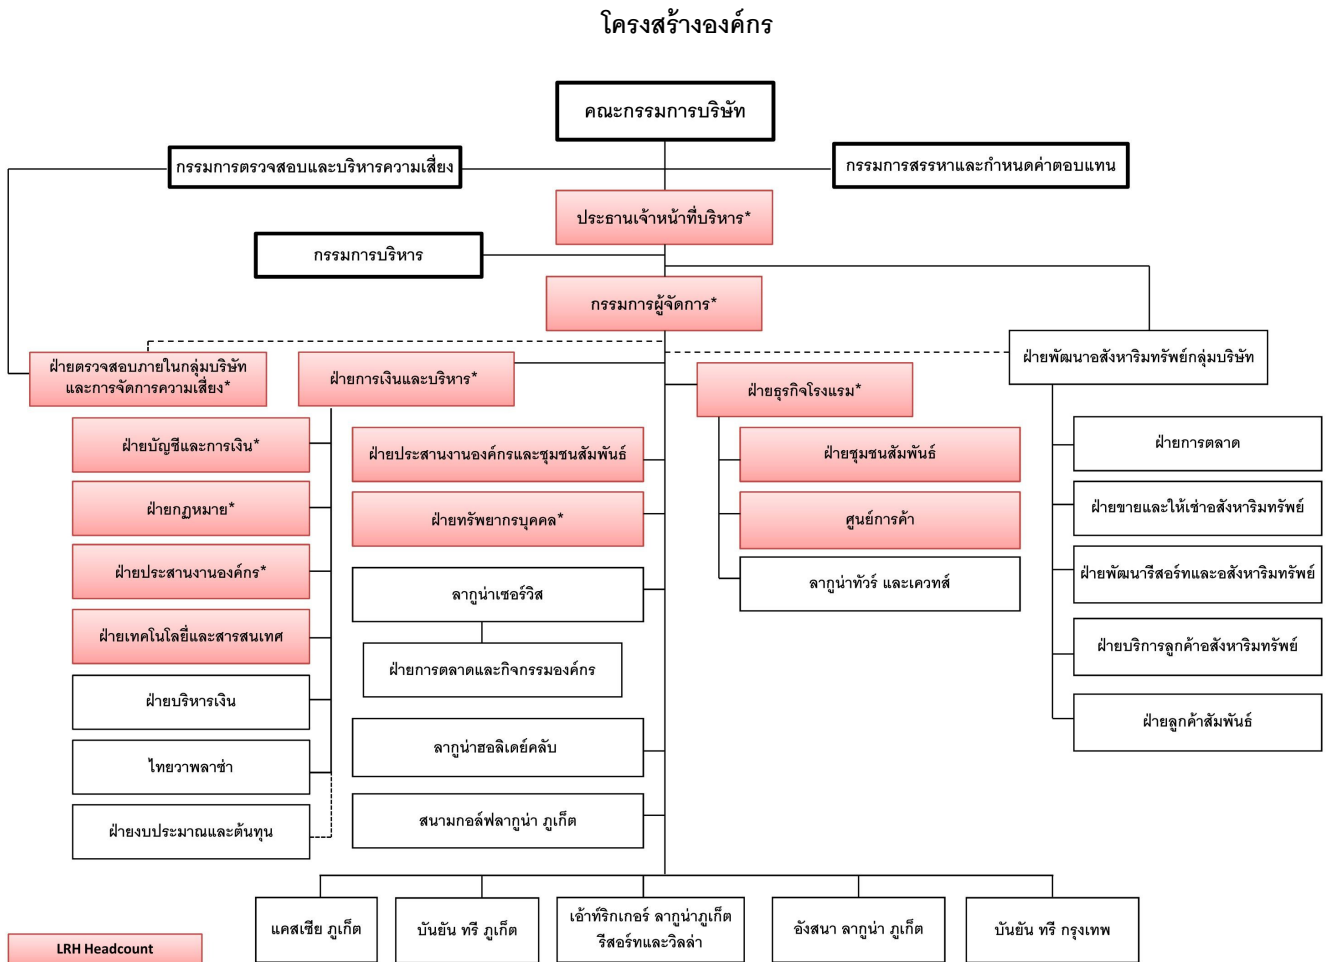 โครงสร้างองค์กร
คณะกรรมการบริษัท
กรรมการตรวจสอบและบริหารความเสี่ยง
กรรมการสรรหาและกำหนดค่าตอบแทน
ประธานเจ้าหน้าที่บริหาร*
กรรมการบริหาร
กรรมการผู้จัดการ*
ฝ่ายตรวจสอบภายในกลุ่มบริษัท
และการจัดการความเสี่ยง*
ฝ่ายการเงินและบริหาร*
ฝ่ายธุรกิจโรงแรม*
ฝ่ายพัฒนาอสังหาริมทรัพย์กลุ่มบริษัท
ฝ่ายบัญชีและการเงิน*
ฝ่ายกฎหมาย*
ฝ่ายประสานงานองค์กร*
ฝ่ายเทคโนโลยี่และสารสนเทศ
ฝ่ายบริหารเงิน
ไทยวาพลาซ่า
ฝ่ายงบประมาณและต้นทุน
ฝ่ายประสานงานองค์กรและชุมชนสัมพันธ์
ฝ่ายทรัพยากรบุคคล*
ลากูน่าเซอร์วิส
ฝ่ายการตลาดและกิจกรรมองค์กร
ลากูน่าฮอลิเดย์คลับ
สนามกอล์ฟลากูน่า ภูเก็ต
ฝ่ายชุมชนสัมพันธ์
ศูนย์การค้า
ลากูน่าทัวร์ และเควทส์
ฝ่ายการตลาด
ฝ่ายขายและให้เช่าอสังหาริมทรัพย์
ฝ่ายพัฒนารีสอร์ทและอสังหาริมทรัพย์
ฝ่ายบริการลูกค้าอสังหาริมทรัพย์
ฝ่ายลูกค้าสัมพันธ์
แคสเซีย ภูเก็ต
บันยัน ทรี ภูเก็ต
เอ้าท์ริกเกอร์ ลากูน่าภูเก็ต
รีสอร์ทและวิลล่า
อังสนา ลากูน่า ภูเก็ต
บันยัน ทรี กรุงเทพ
LRH Headcount